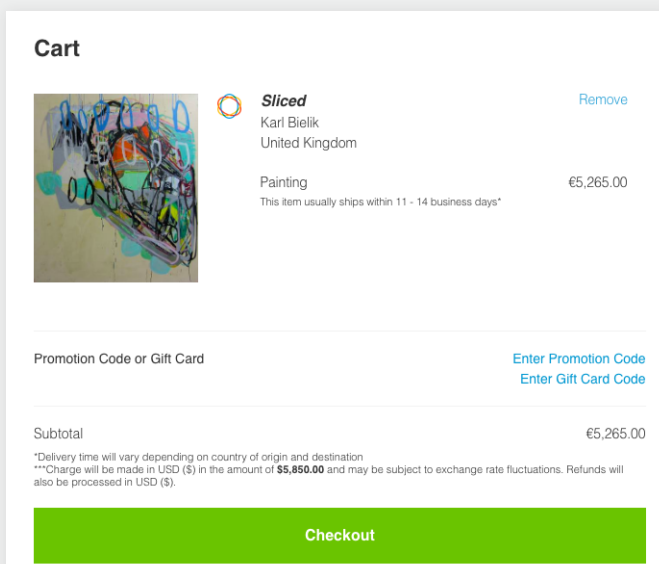 Cart
Sliced
Remove
Karl Bielik
United Kingdom
Painting
€5,265.00
This item usually ships within 11 - 14 business days*
Promotion Code or Gift Card
Enter Promotion Code
Enter Gift Card Code
Subtotal
€5,265.00
*Delivery time will vary depending on country of origin and destination
***Charge will be made in USD ($) in the amount of $5,850.00 and may be subject to exchange rate fluctuations. Refunds will
also be processed in USD ($).
Checkout